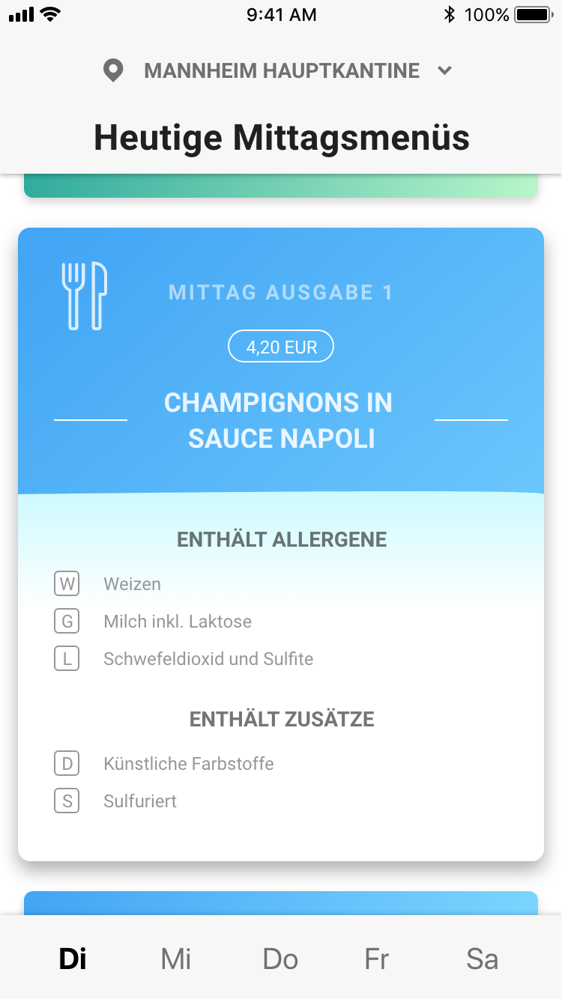 9:41 AM 100%
MANNHEIM HAUPTKANTINE
Heutige Mittagsmenüs
MITTAG AUSGABE 1
4,20 EUR
CHAMPIGNONS IN
SAUCE NAPOLI
ENTHÄLT ALLERGENE
W Weizen
G Milch inkl. Laktose
L Schwefeldioxid und Sulfite
ENTHÄLT ZUSÄTZE
D Künstliche Farbstoffe
S Sulfuriert
Di Mi Do Fr Sa